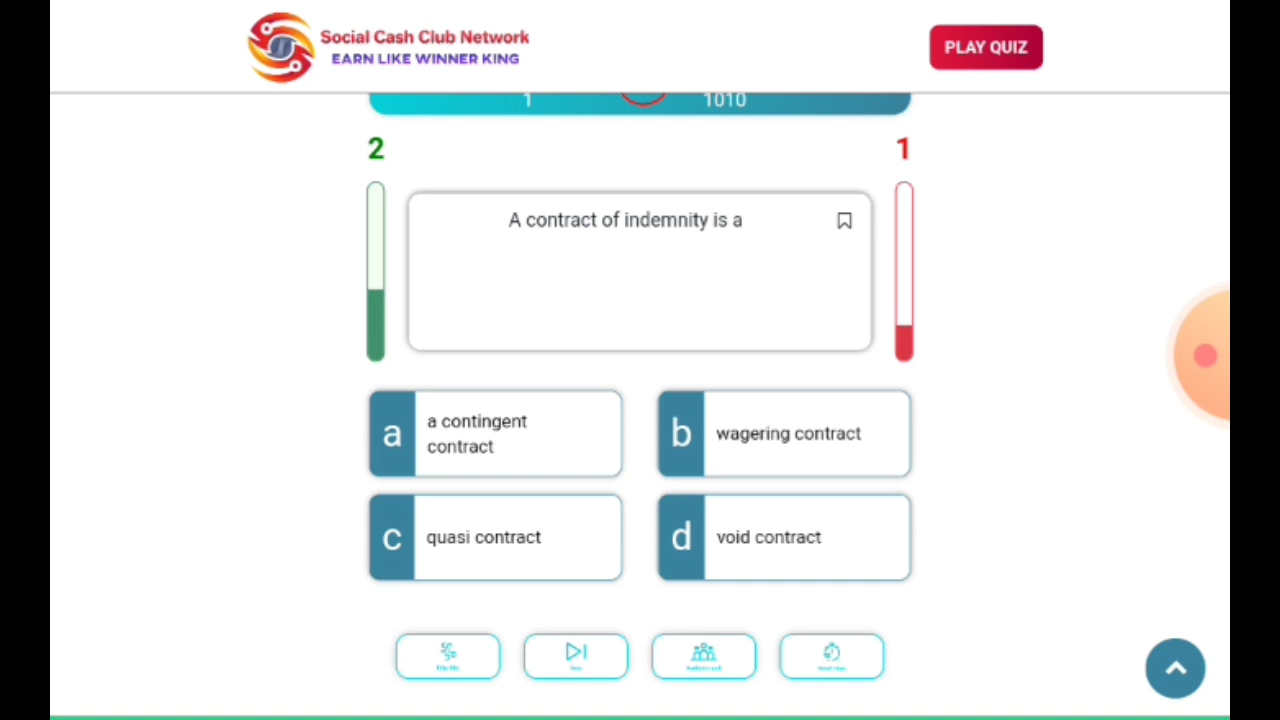 Social Cash Club Network
EARN LIKE WINNER KING
PLAY QUIZ
1
1010
2
1
A contract of indemnity is a
a
a contingent
contract
b
wagering contract
c
quasi contract
d
void contract